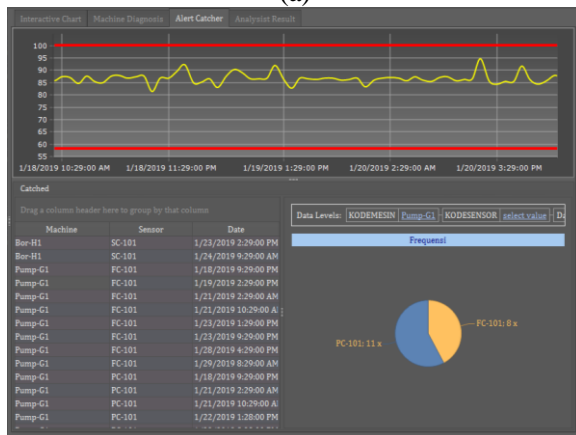 (a)
Interactive Chart Machine Diagnosis Alert Catcher Analysist Result
100
95
90
85
80
75
70
65
60
55
1/18/2019 10:29:00 AM 1/18/2019 11:29:00 PM 1/19/2019 1:29:00 PM 1/20/2019 2:29:00 AM 1/20/2019 3:29:00 PM
Catched
Drag a column header here to group by that column
Machine Sensor Date
Bor-H1 SC-101 1/23/2019 2:29:00 PM
Bor-H1 SC-101 1/24/2019 9:29:00 AM
Pump-G1 FC-101 1/18/2019 9:29:00 PM
Pump-G1 FC-101 1/19/2019 2:29:00 PM
Pump-G1 FC-101 1/21/2019 2:29:00 AM
Pump-G1 FC-101 1/21/2019 10:29:00 A
Pump-G1 FC-101 1/23/2019 1:29:00 PM
Pump-G1 FC-101 1/23/2019 9:29:00 PM
Pump-G1 FC-101 1/28/2019 4:29:00 PM
Pump-G1 FC-101 1/29/2019 8:29:00 AM
Pump-G1 PC-101 1/18/2019 9:29:00 PM
Pump-G1 PC-101 1/21/2019 2:29:00 AM
Pump-G1 PC-101 1/21/2019 10:29:00 A
Pump-G1 PC-101 1/22/2019 1:28:00 PM
Data Levels: KODEMESIN Pump-G1 KODESENSOR select value Da
Frequensi
FC-101: 8 x
PC-101: 11 x